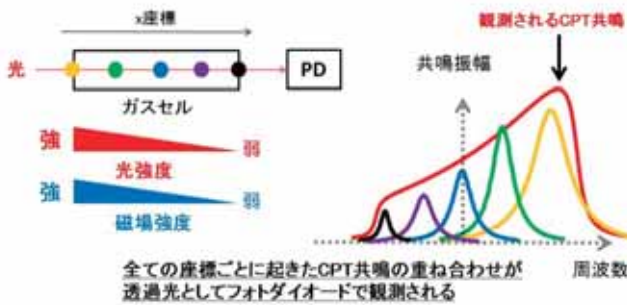 x座標
光
PD
ガスセル
強
弱
光強度
強
弱
磁場強度
観測されるCPT共鳴
共鳴振幅
周波数
全ての座標ごとに起きたCPT共鳴の重ね合わせが
透過光としてフォトダイオードで観測される